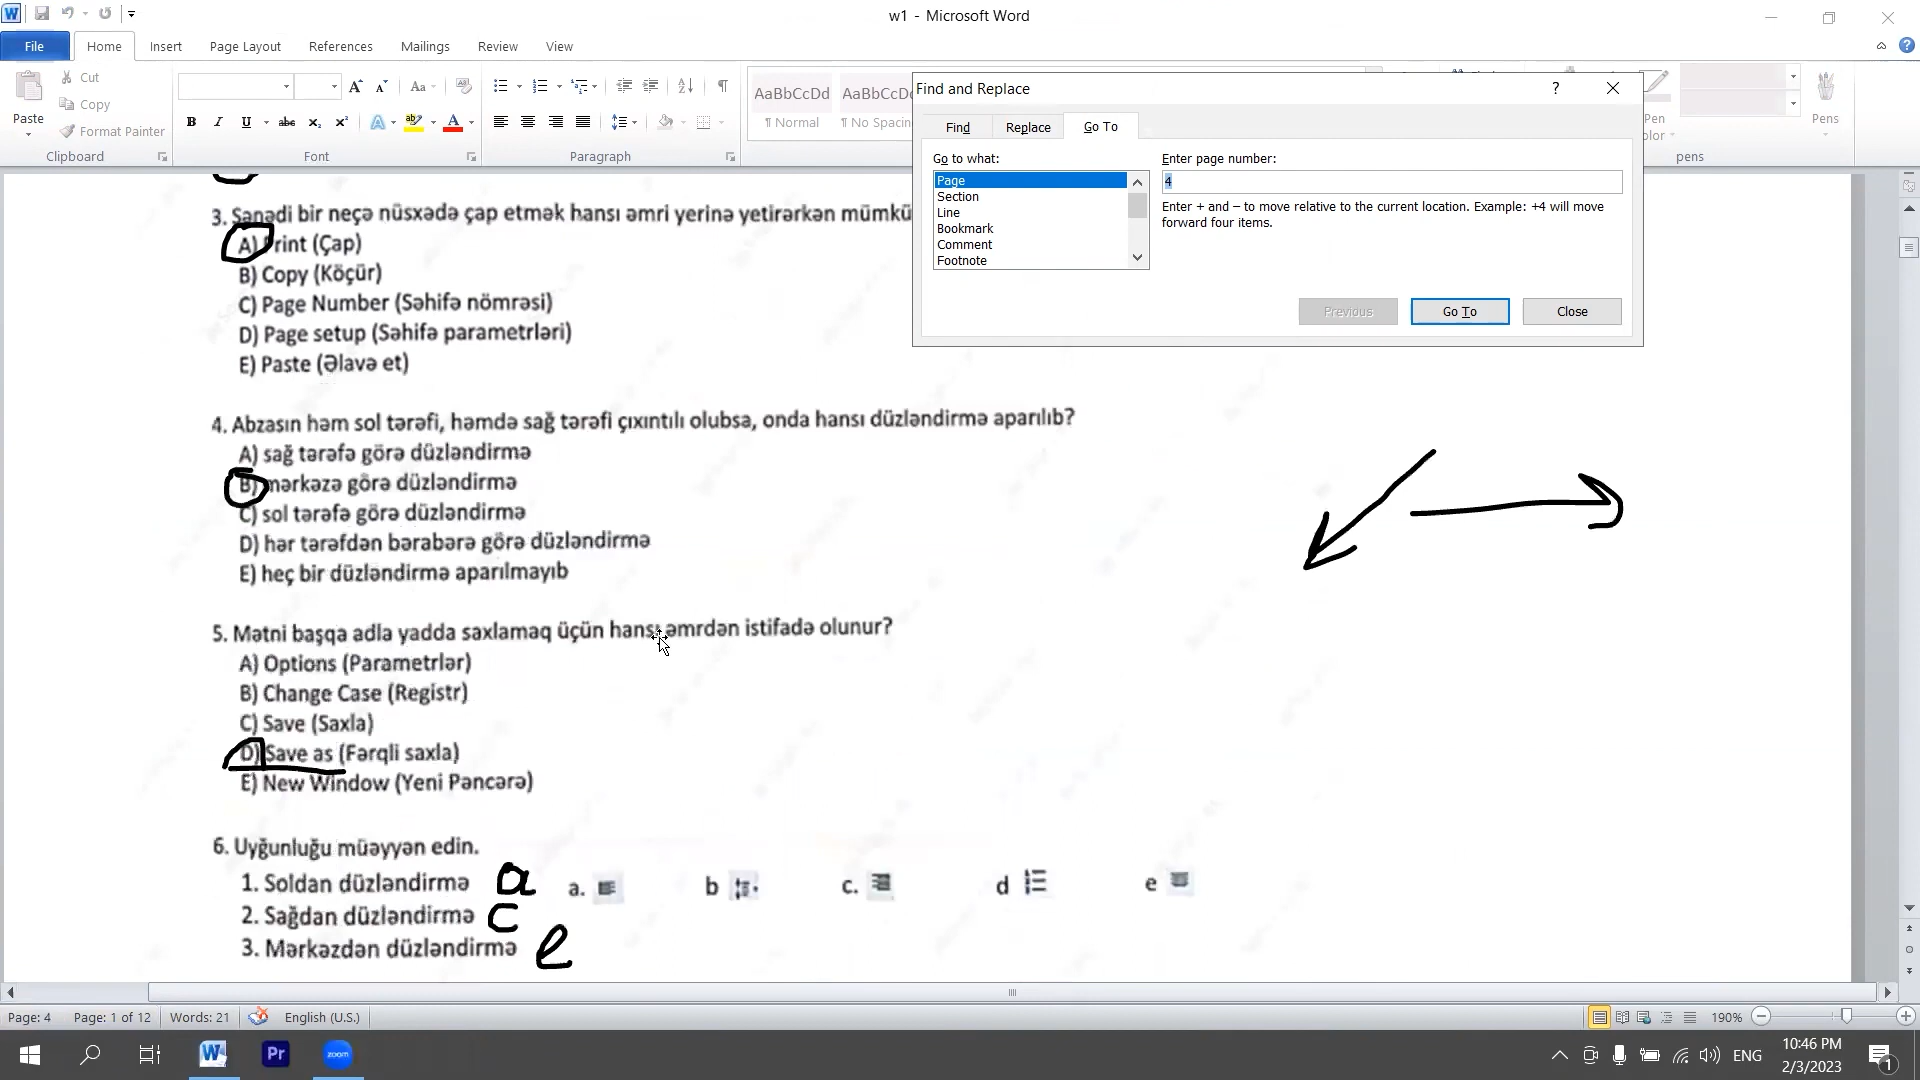 w1 - Microsoft Word
File Home Insert Page Layout References Mailings Review View
Paste
Cut
Copy
Format Painter
Clipboard
Font
Paragraph
AaBbCcDd
¶ Normal
AaBbCcDd
¶ No Spacin
Pens
pens
Find and Replace
Find Replace Go To
Go to what:
Page
Section
Line
Bookmark
Comment
Footnote
Enter page number:
4
Enter + and – to move relative to the current location. Example: +4 will move
forward four items.
Previous Go To Close
3. Sənədi bir neçə nüsxədə çap etmək hansı əmri yerinə yetirərkən mümkü
A) Print (Çap)
B) Copy (Köçür)
C) Page Number (Səhifə nömrəsi)
D) Page setup (Səhifə parametrləri)
E) Paste (Əlavə et)
4. Abzasın həm sol tərəfi, həmdə sağ tərəfi çıxıntılı olubsa, onda hansı düzləndirmə aparılıb?
A) sağ tərəfə görə düzləndirmə
B) mərkəzə görə düzləndirmə
C) sol tərəfə görə düzləndirmə
D) hər tərəfdən bərabərə görə düzləndirmə
E) heç bir düzləndirmə aparılmayıb
5. Mətni başqa adla yadda saxlamaq üçün hansı əmrdən istifadə olunur?
A) Options (Parametrlər)
B) Change Case (Registr)
C) Save (Saxla)
D) Save as (Fərqli saxla)
E) New Window (Yeni Pəncərə)
6. Uyğunluğu müəyyən edin.
1. Soldan düzləndirmə a a. b c. d e
2. Sağdan düzləndirmə c
3. Mərkəzdən düzləndirmə e
Page: 4 Page: 1 of 12 Words: 21 English (U.S.) 190%
Pr zoom ENG 10:46 PM
2/3/2023 1